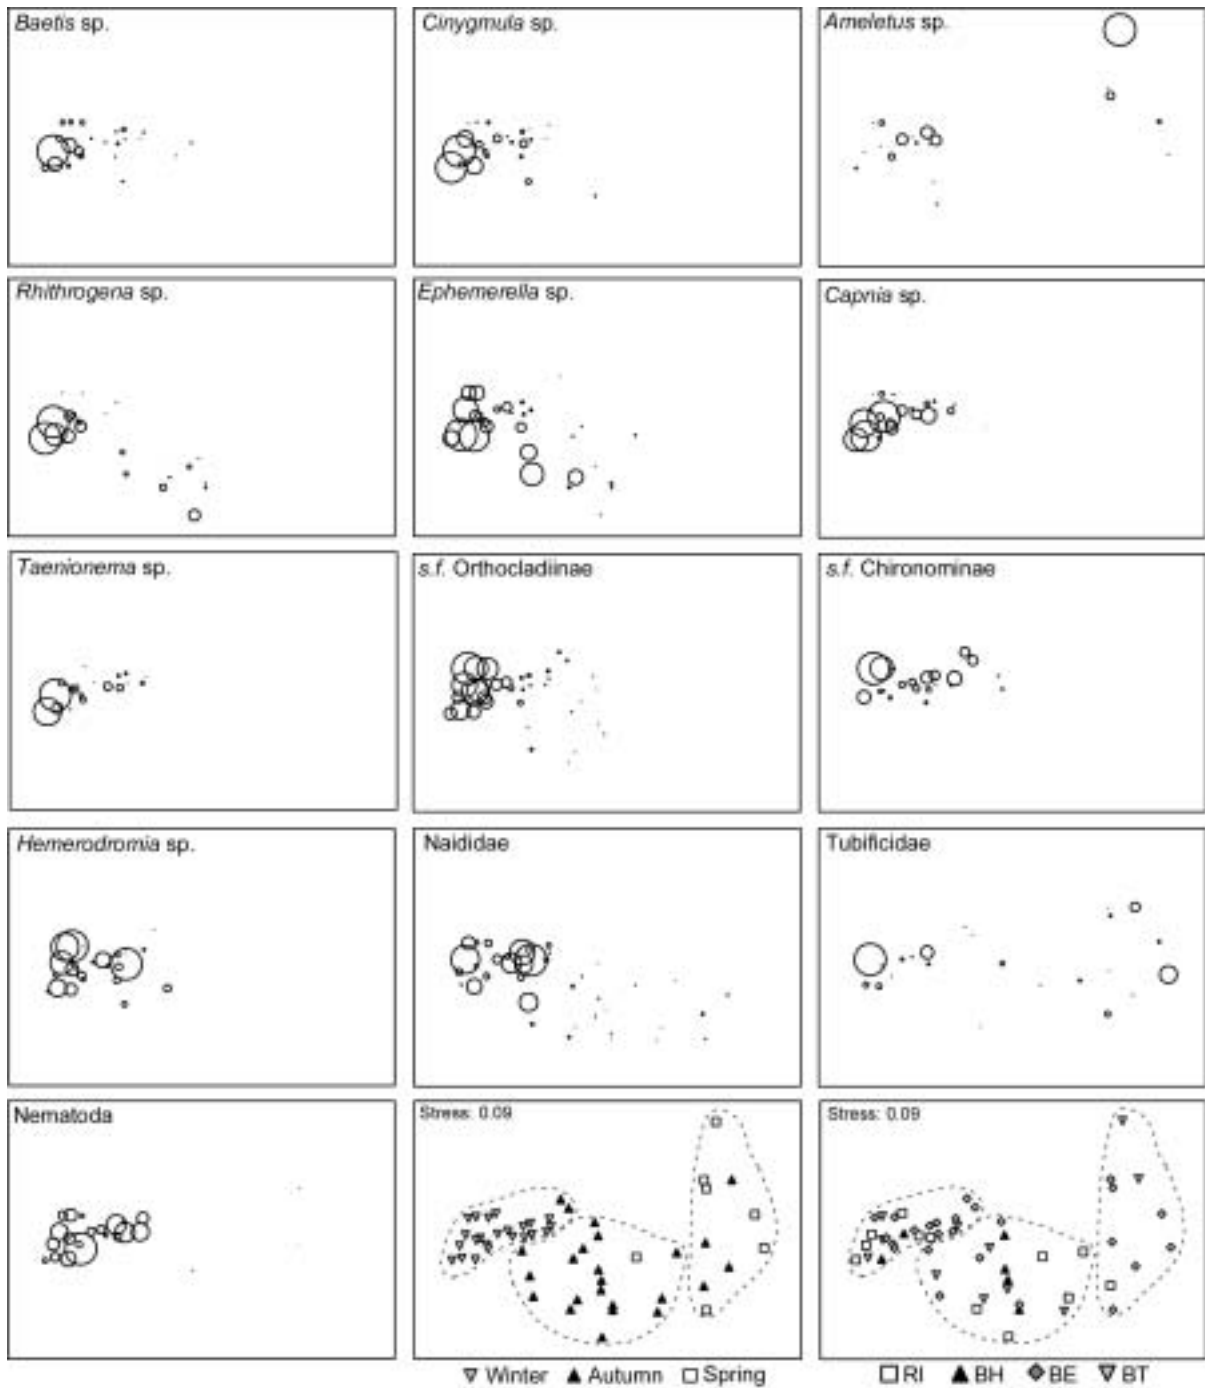 Baetis sp.
Cinygmula sp.
Ameletus sp.
Rhithrogena sp.
Ephemerella sp.
Capnia sp.
Taenionema sp.
s.f. Orthocladiinae
s.f. Chironominae
Hemerodromia sp.
Naididae
Tubificidae
Nematoda
Stress: 0.09
Stress: 0.09
Winter Autumn Spring
RI BH BE BT